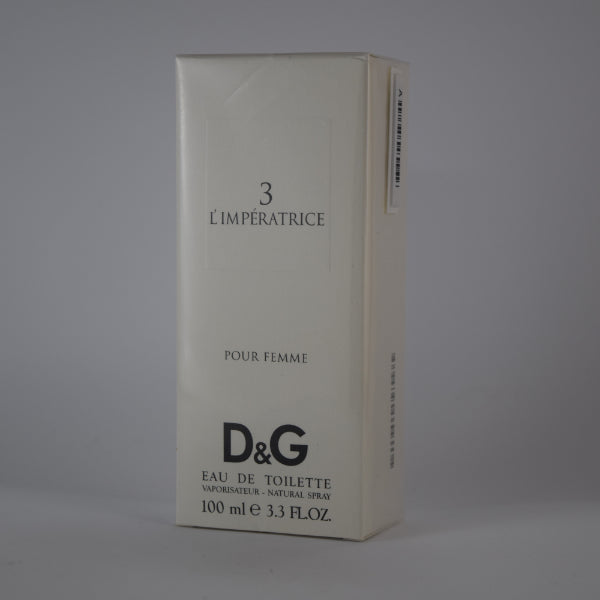 3
L'IMPÉRATRICE
POUR FEMME
D&G
EAU DE TOILETTE
VAPORISATEUR - NATURAL SPRAY
100 ml e 3.3 FL.OZ.